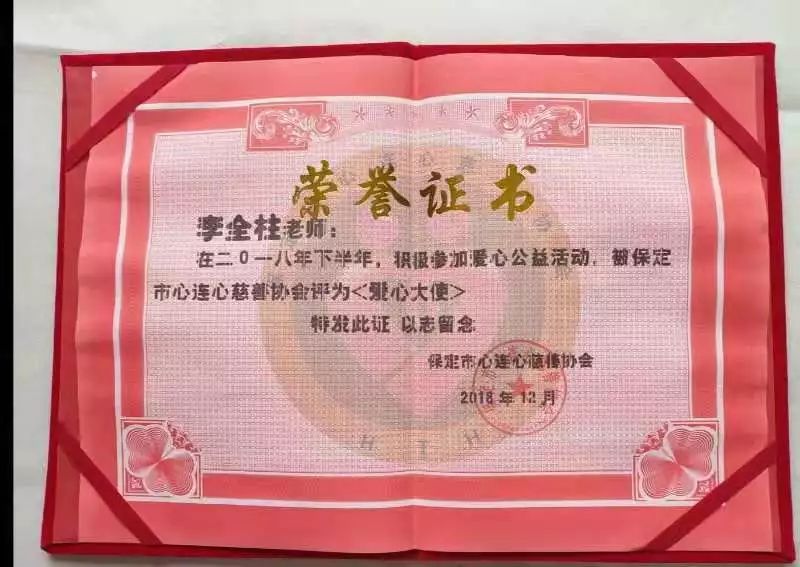 荣誉证书
李全柱老师：
在二0一八年下半年，积极参加爱心公益活动，被保定
市心连心慈善协会评为<爱心大使>
特发此证 以志留念
保定市心连心慈善协会
2018年12月